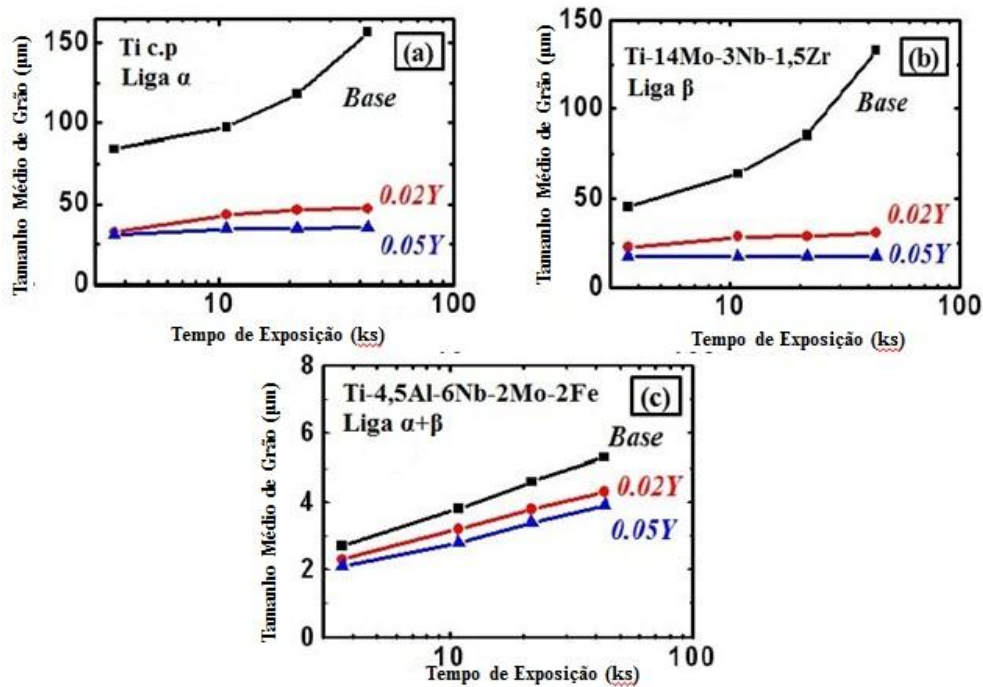 Tamanho Médio de Grão (µm)
150
100
50
0
Ti c.p
Liga α
(a)
Base
0.02Y
0.05Y
10
100
Tempo de Exposição (ks)
Tamanho Médio de Grão (µm)
150
100
50
0
Ti-14Mo-3Nb-1,5Zr
Liga β
(b)
Base
0.02Y
0.05Y
10
100
Tempo de Exposição (ks)
Tamanho Médio de Grão (µm)
8
6
4
2
0
Ti-4,5Al-6Nb-2Mo-2Fe
Liga α+β
(c)
Base
0.02Y
0.05Y
10
100
Tempo de Exposição (ks)